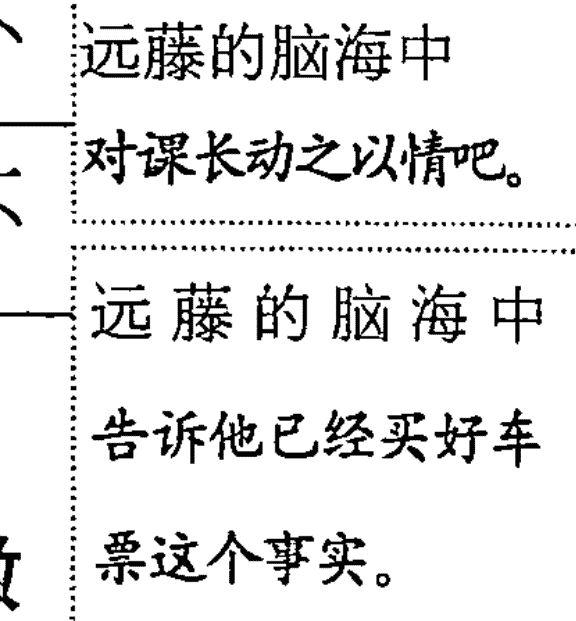 远藤的脑海中
对课长动之以情吧。
远藤的脑海中
告诉他已经买好车
票这个事实。